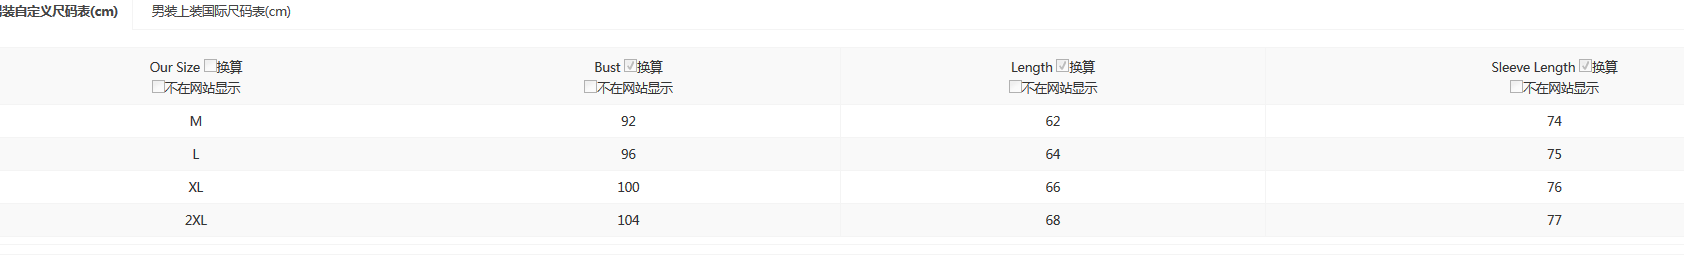 装自定义尺码表(cm) 男装上装国际尺码表(cm)
Our Size 换算 Bust 换算 Length 换算 Sleeve Length 换算
不在网站显示 不在网站显示 不在网站显示 不在网站显示
M 92 62 74
L 96 64 75
XL 100 66 76
2XL 104 68 77